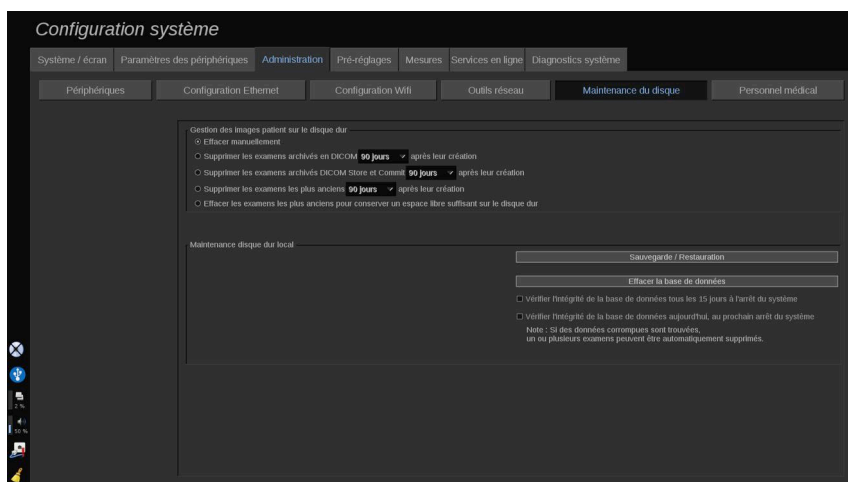 Configuration système
Système / écran Paramètres des périphériques Administration Pré-réglages Mesures Services en ligne Diagnostics système
Périphériques Configuration Ethernet Configuration Wifi Outils réseau Maintenance du disque Personnel médical
Gestion des images patient sur le disque dur
Effacer manuellement
Supprimer les examens archivés en DICOM 90 jours après leur création
Supprimer les examens archivés DICOM Store et Commit 90 jours après leur création
Supprimer les examens les plus anciens 90 jours après leur création
Effacer les examens les plus anciens pour conserver un espace libre suffisant sur le disque dur
Maintenance disque dur local
Sauvegarde / Restauration
Effacer la base de données
Vérifier l'intégrité de la base de données tous les 15 jours à l'arrêt du système
Vérifier l'intégrité de la base de données aujourd'hui, au prochain arrêt du système
Note : Si des données corrompues sont trouvées,
un ou plusieurs examens peuvent être automatiquement supprimés.
2 %
50 %